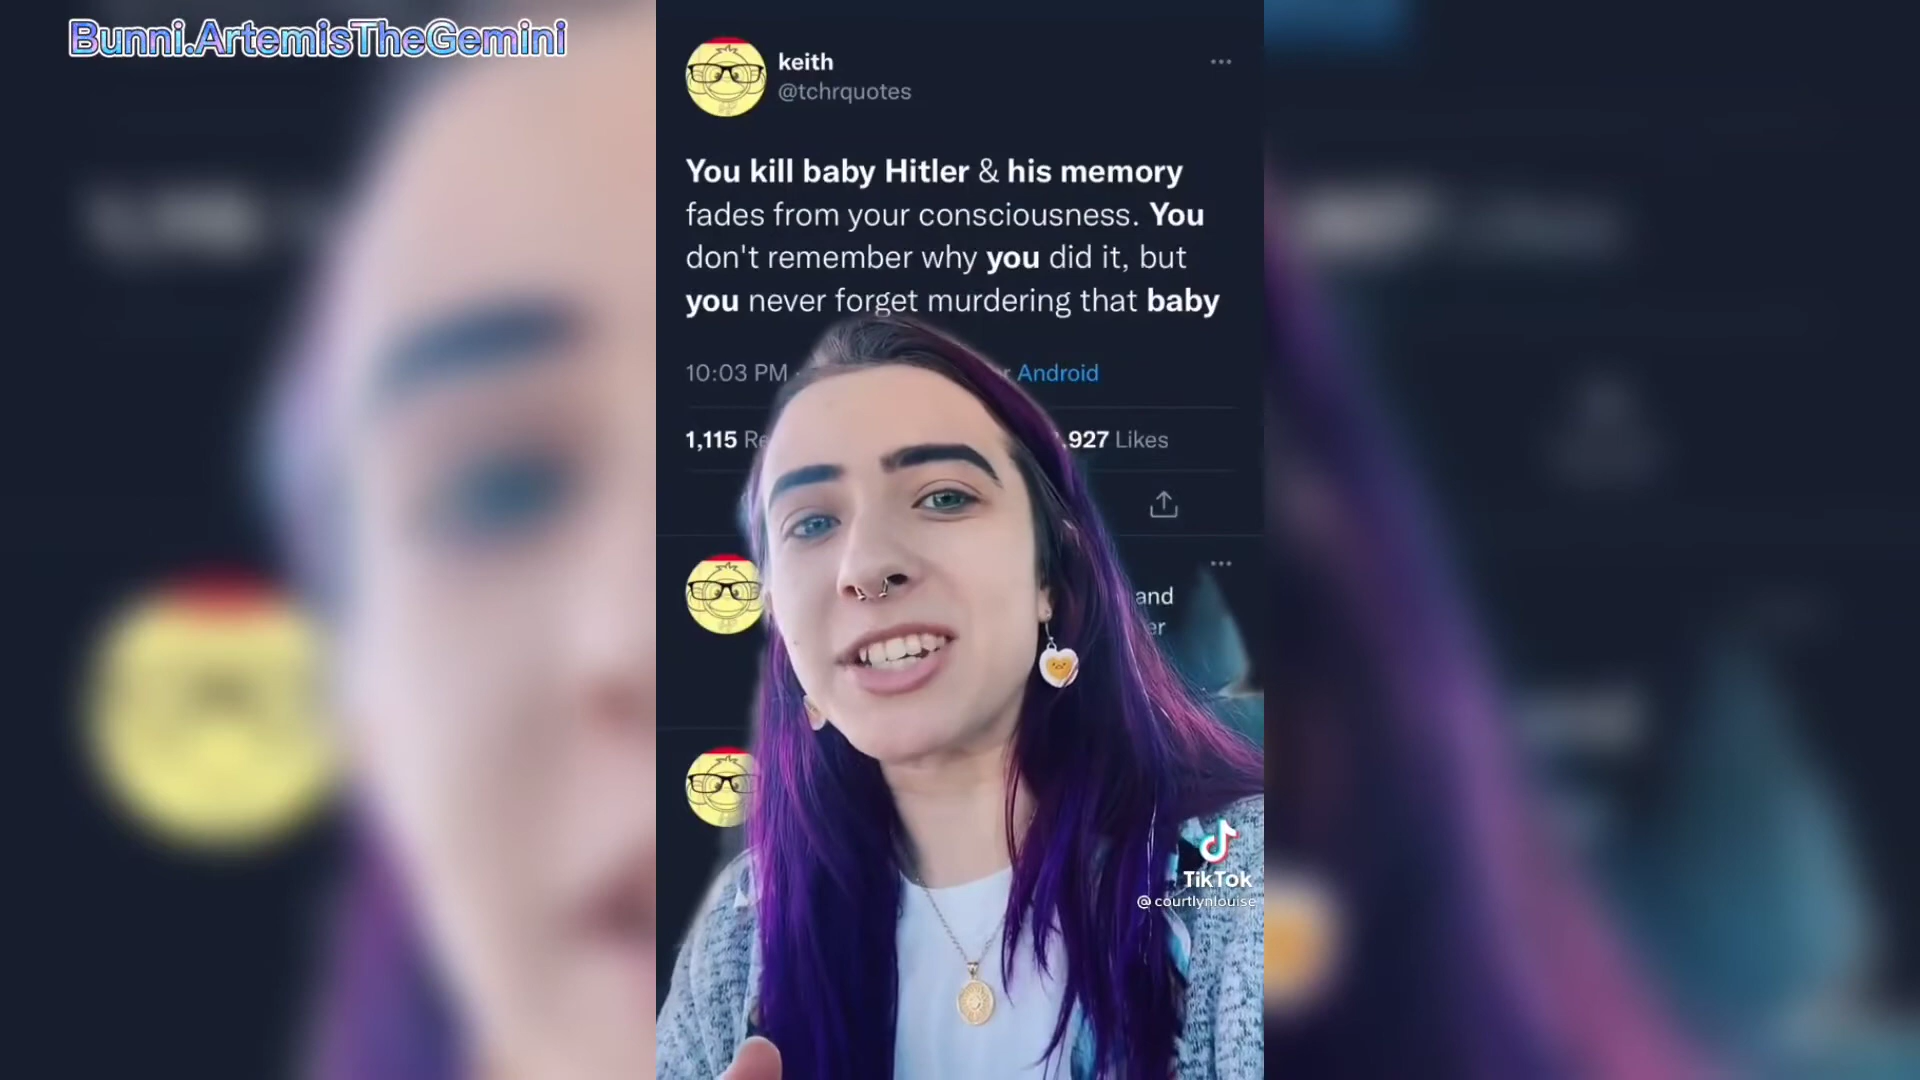 Bunni.ArtemisTheGemini
keith
@tchrquotes
You kill baby Hitler & his memory
fades from your consciousness. You
don't remember why you did it, but
you never forget murdering that baby
10:03 PM · Android
1,115 927 Likes
and
TikTok
@courtlynlouise